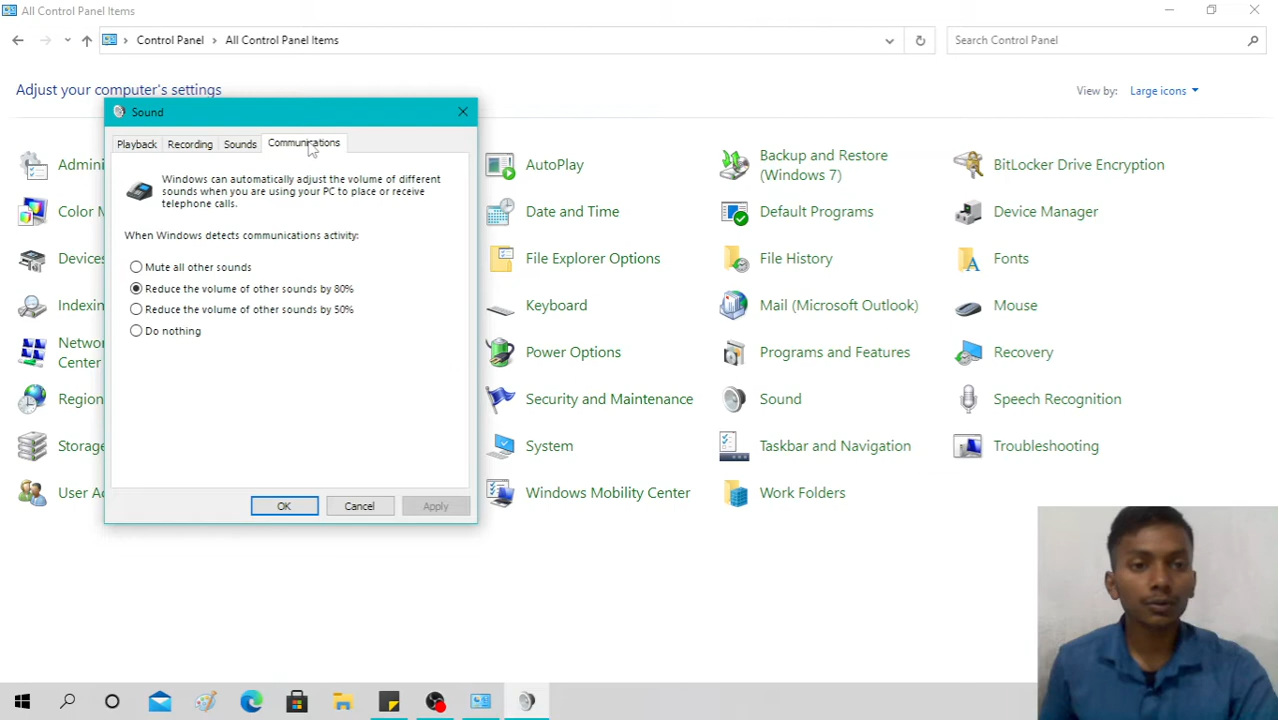 All Control Panel Items
Control Panel
All Control Panel Items
Search Control Panel
Adjust your computer's settings
View by:
Large icons
Sound
Playback
Recording
Sounds
Communications
Windows can automatically adjust the volume of different
sounds when you are using your PC to place or receive
telephone calls.
When Windows detects communications activity:
Mute all other sounds
Reduce the volume of other sounds by 80%
Reduce the volume of other sounds by 50%
Do nothing
OK
Cancel
Apply
Admini
Color M
Devices
Indexin
Networ
Center
Region
Storage
User Ac
AutoPlay
Date and Time
File Explorer Options
Keyboard
Power Options
Security and Maintenance
System
Windows Mobility Center
Backup and Restore
(Windows 7)
Default Programs
File History
Mail (Microsoft Outlook)
Programs and Features
Sound
Taskbar and Navigation
Work Folders
BitLocker Drive Encryption
Device Manager
Fonts
Mouse
Recovery
Speech Recognition
Troubleshooting